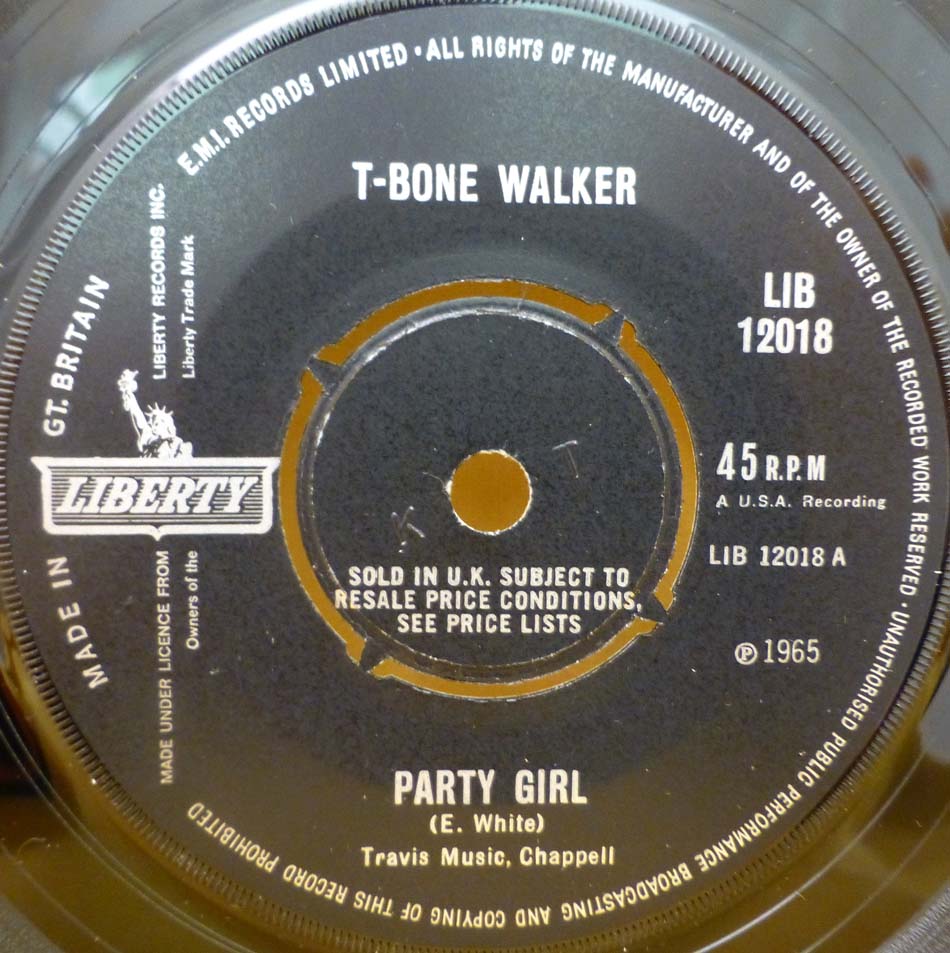 E.M.I. RECORDS LIMITED • ALL RIGHTS OF THE MANUFACTURER AND OF THE OWNER OF THE RECORDED WORK RESERVED • UNAUTHORISED PUBLIC PERFORMANCE BROADCASTING AND COPYING OF THIS RECORD PROHIBITED
T-BONE WALKER
LIB
12018
45 R.P.M
A U.S.A. Recording
LIB 12018 A
℗ 1965
MADE IN GT. BRITAIN
LIBERTY
MADE UNDER LICENCE FROM LIBERTY RECORDS INC.
Owners of the Liberty Trade Mark
K T
SOLD IN U.K. SUBJECT TO
RESALE PRICE CONDITIONS,
SEE PRICE LISTS
PARTY GIRL
(E. White)
Travis Music, Chappell